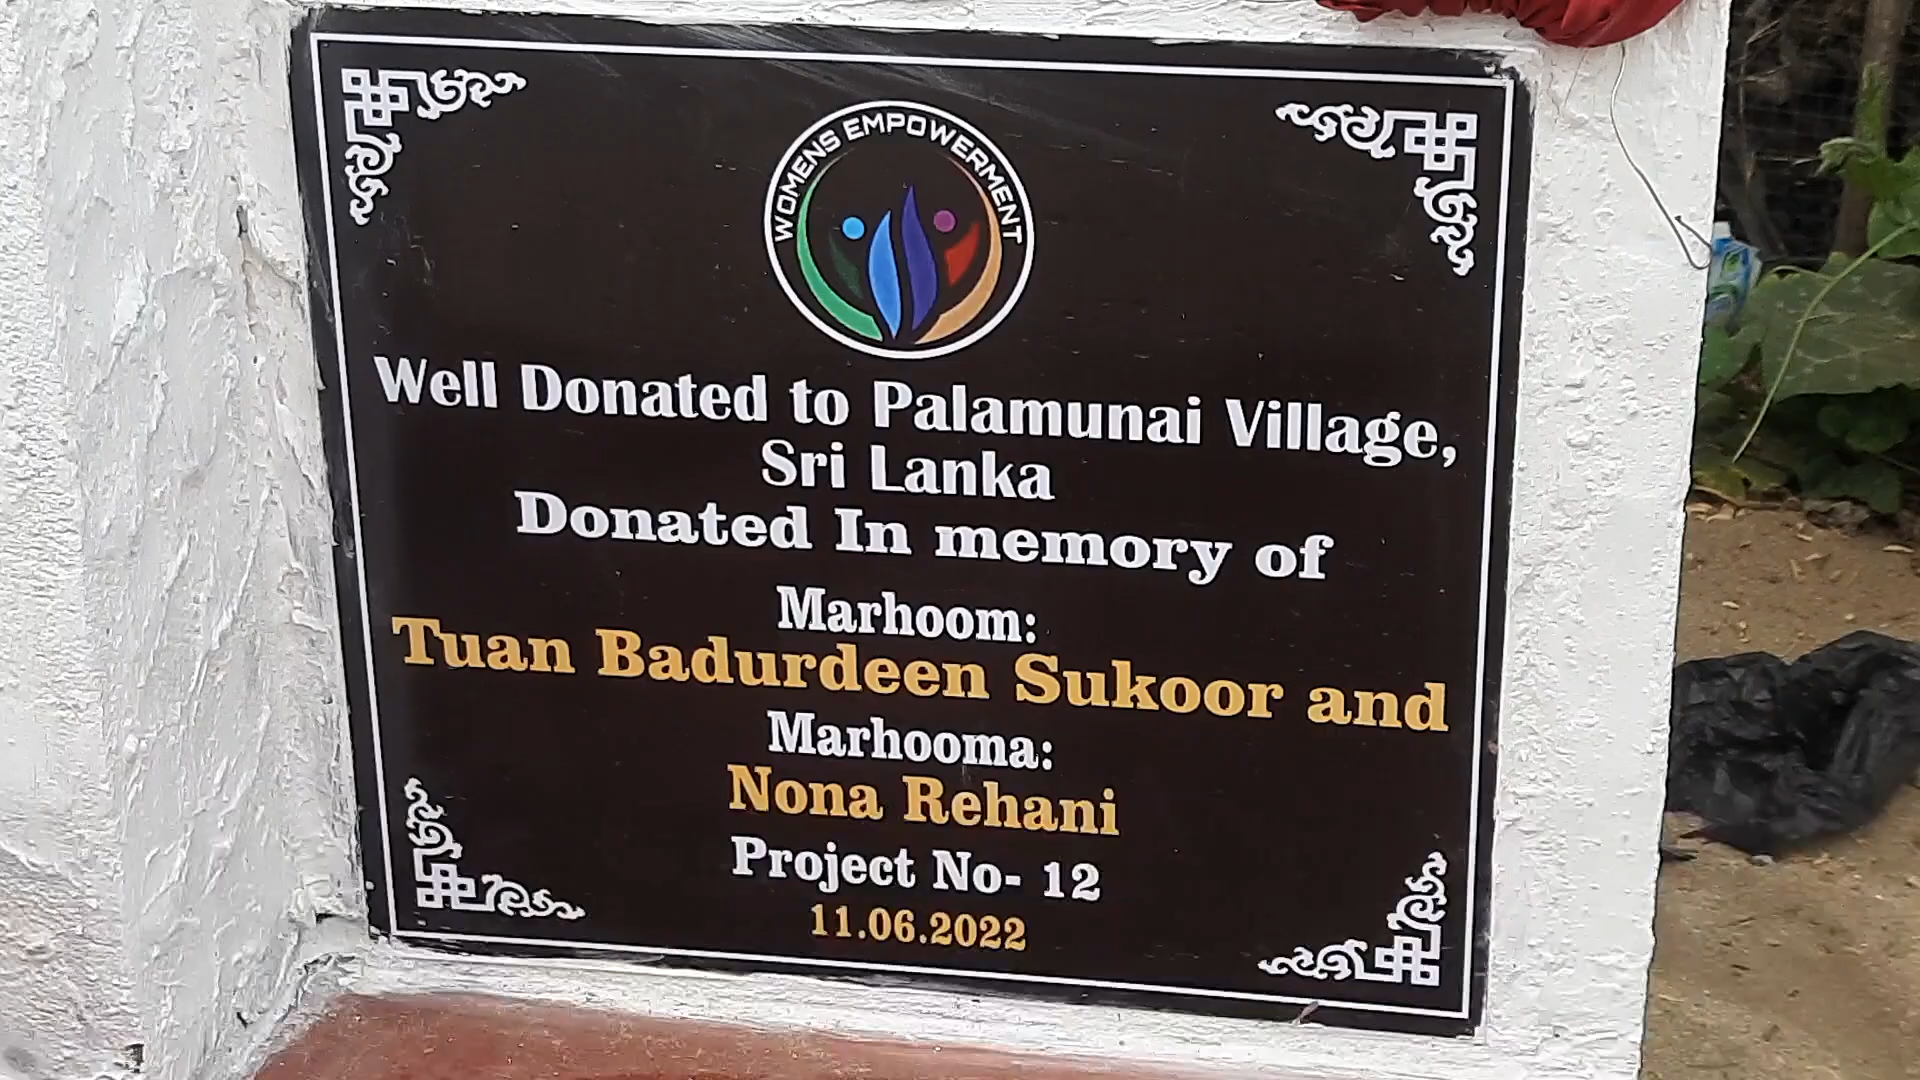 WOMENS EMPOWERMENT
Well Donated to Palamunai Village,
Sri Lanka
Donated In memory of
Marhoom:
Tuan Badurdeen Sukoor and
Marhooma:
Nona Rehani
Project No- 12
11.06.2022